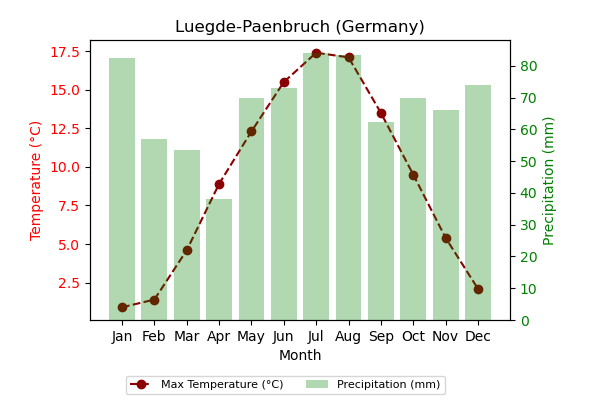 Luegde-Paenbruch (Germany)
17.5
15.0
12.5
10.0
7.5
5.0
2.5
Temperature (°C)
80
70
60
50
40
30
20
10
0
Precipitation (mm)
Jan Feb Mar Apr May Jun Jul Aug Sep Oct Nov Dec
Month
Max Temperature (°C) Precipitation (mm)